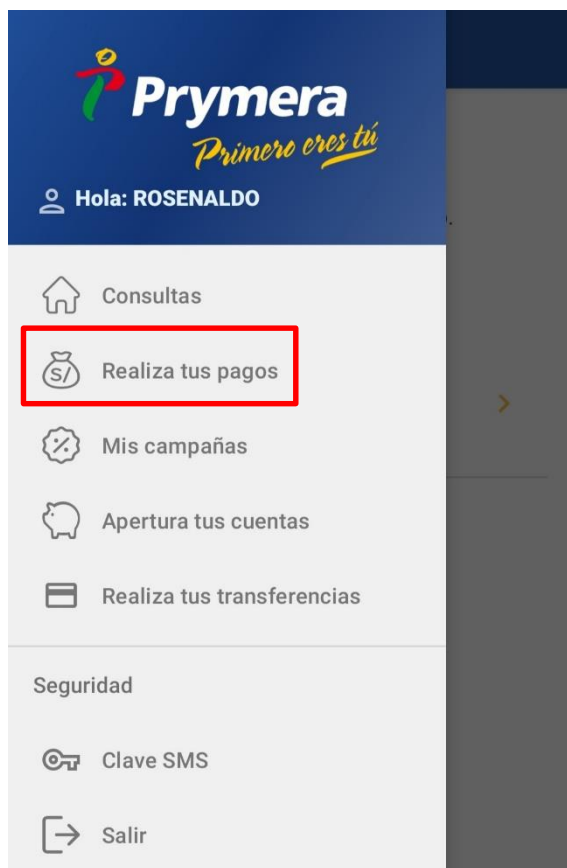 Prymera
Primero eres tú
Hola: ROSENALDO
Consultas
S/ Realiza tus pagos
% Mis campañas
Apertura tus cuentas
Realiza tus transferencias
Seguridad
Clave SMS
Salir